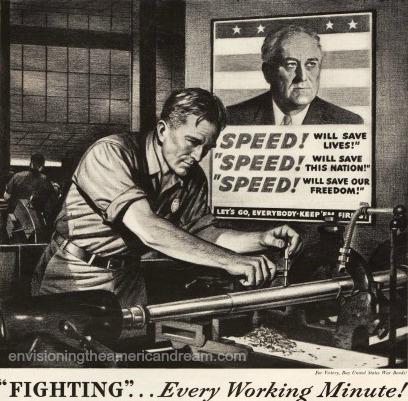 "SPEED! WILL SAVE
LIVES!"
"SPEED! WILL SAVE
THIS NATION!"
"SPEED! WILL SAVE OUR
FREEDOM!"
LET'S GO, EVERYBODY-KEEP 'EM FIRING!
envisioningtheamericandream.com
For Victory, Buy United States War Bonds
"FIGHTING"... Every Working Minute!